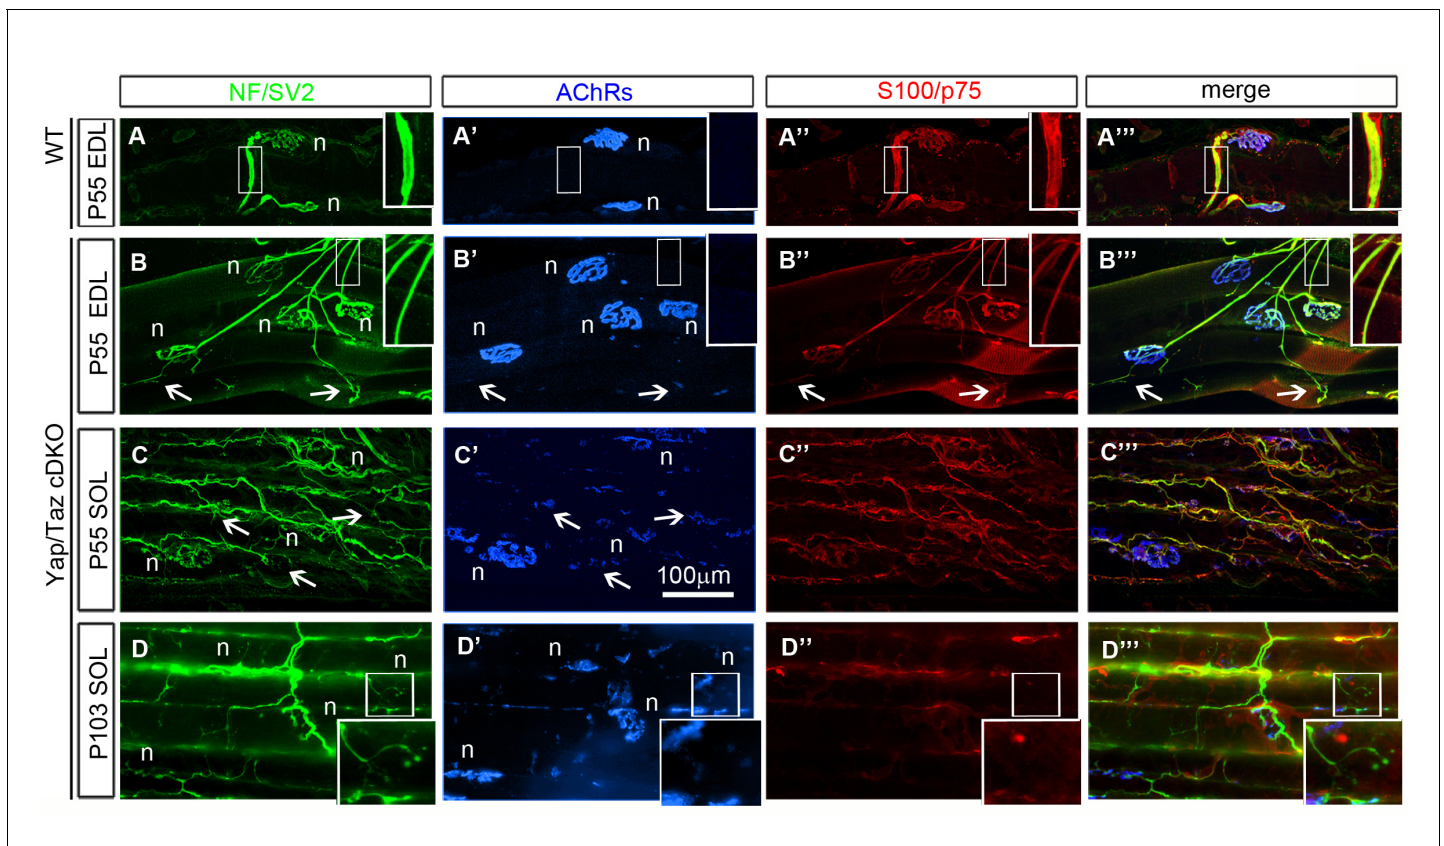 NF/SV2 AChRs S100/p75 merge
WT
P55 EDL
A n n
A’ n n
A’’
A’’’
Yap/Taz cDKO
P55 EDL
B n n n n
B’ n n n n
B’’
B’’’
P55 SOL
C n n n
C’ n n n
100µm
C’’
C’’’
P103 SOL
D n n n n
D’ n n n n
D’’
D’’’